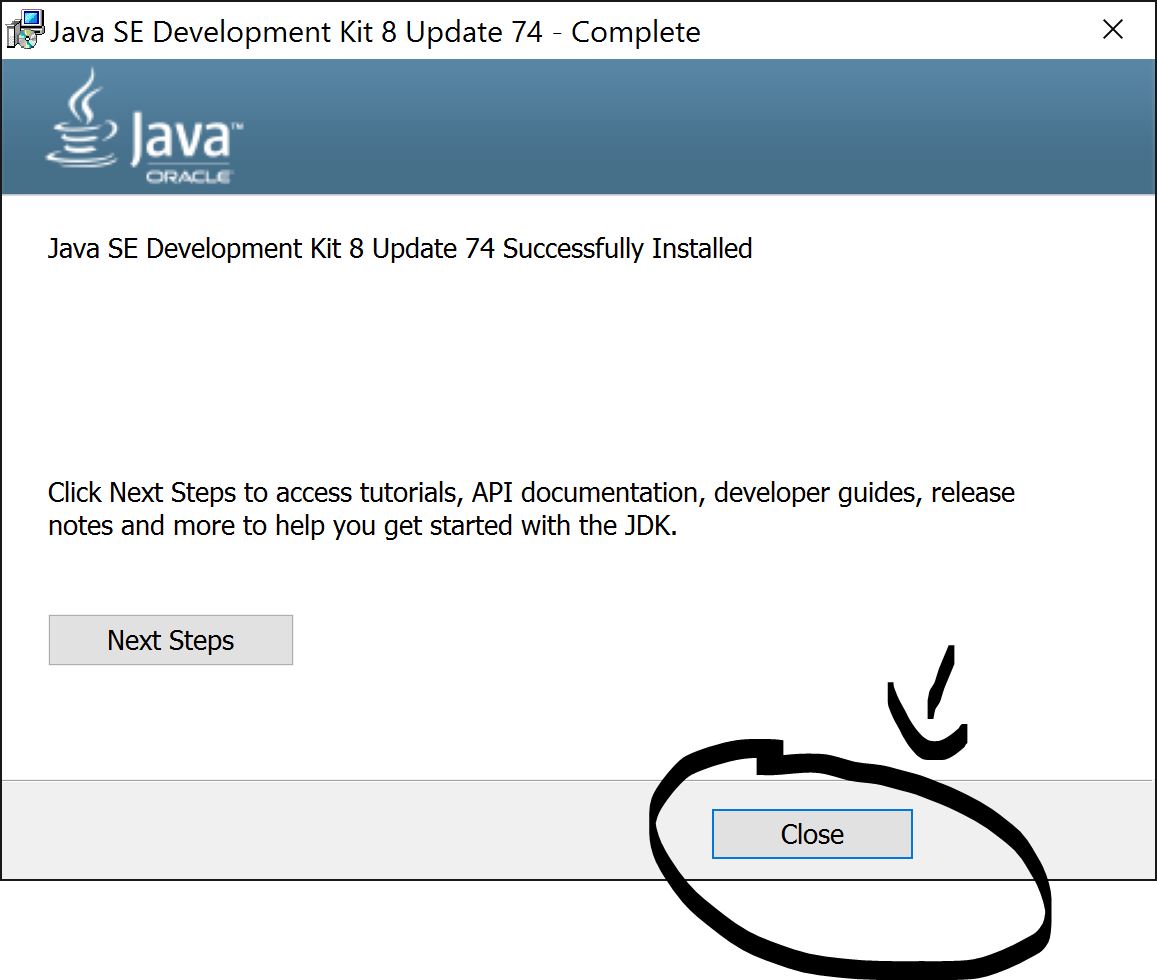 Java SE Development Kit 8 Update 74 - Complete
Java™
ORACLE
Java SE Development Kit 8 Update 74 Successfully Installed
Click Next Steps to access tutorials, API documentation, developer guides, release
notes and more to help you get started with the JDK.
Next Steps
Close